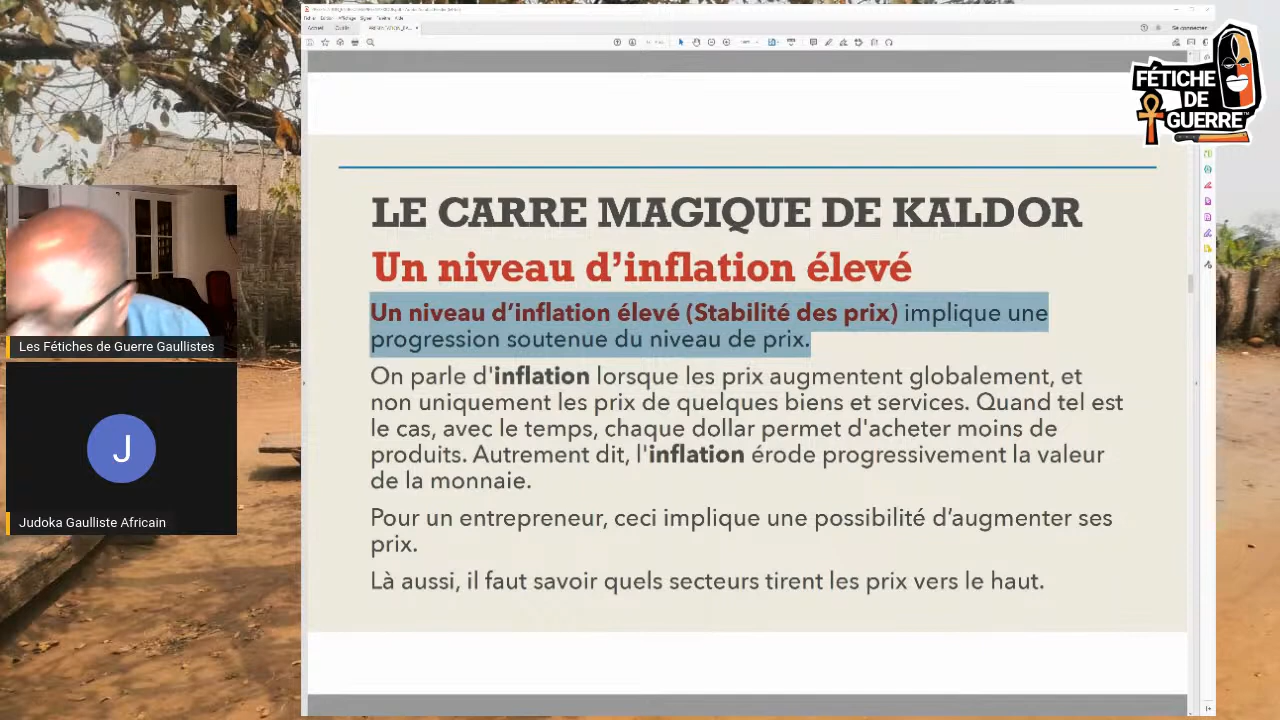 Se connecter
FÉTICHE
DE
GUERRE
LE CARRE MAGIQUE DE KALDOR
Un niveau d'inflation élevé
Un niveau d'inflation élevé (Stabilité des prix) implique une
progression soutenue du niveau de prix.
On parle d'inflation lorsque les prix augmentent globalement, et
non uniquement les prix de quelques biens et services. Quand tel est
le cas, avec le temps, chaque dollar permet d'acheter moins de
produits. Autrement dit, l'inflation érode progressivement la valeur
de la monnaie.
Pour un entrepreneur, ceci implique une possibilité d'augmenter ses
prix.
Là aussi, il faut savoir quels secteurs tirent les prix vers le haut.
Les Fétiches de Guerre Gaullistes
J
Judoka Gaulliste Africain